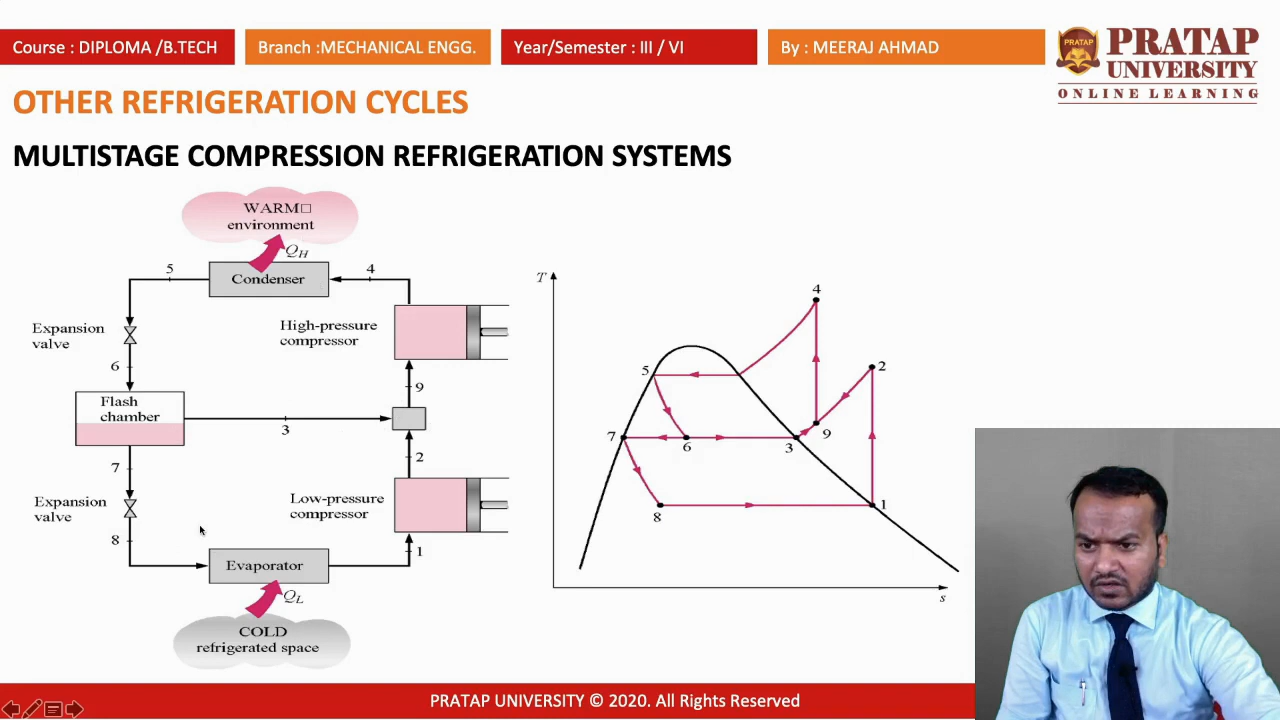 Course : DIPLOMA /B.TECH
Branch :MECHANICAL ENGG.
Year/Semester : III / VI
By : MEERAJ AHMAD
PRATAP
PRATAP
UNIVERSITY
ONLINE LEARNING
OTHER REFRIGERATION CYCLES
MULTISTAGE COMPRESSION REFRIGERATION SYSTEMS
WARM□
environment
QH
5
Condenser
4
Expansion
valve
High-pressure
compressor
6
9
Flash
chamber
3
7
2
Expansion
valve
Low-pressure
compressor
8
1
Evaporator
QL
COLD
refrigerated space
T
4
5
2
7
6
3
9
8
1
s
PRATAP UNIVERSITY © 2020. All Rights Reserved